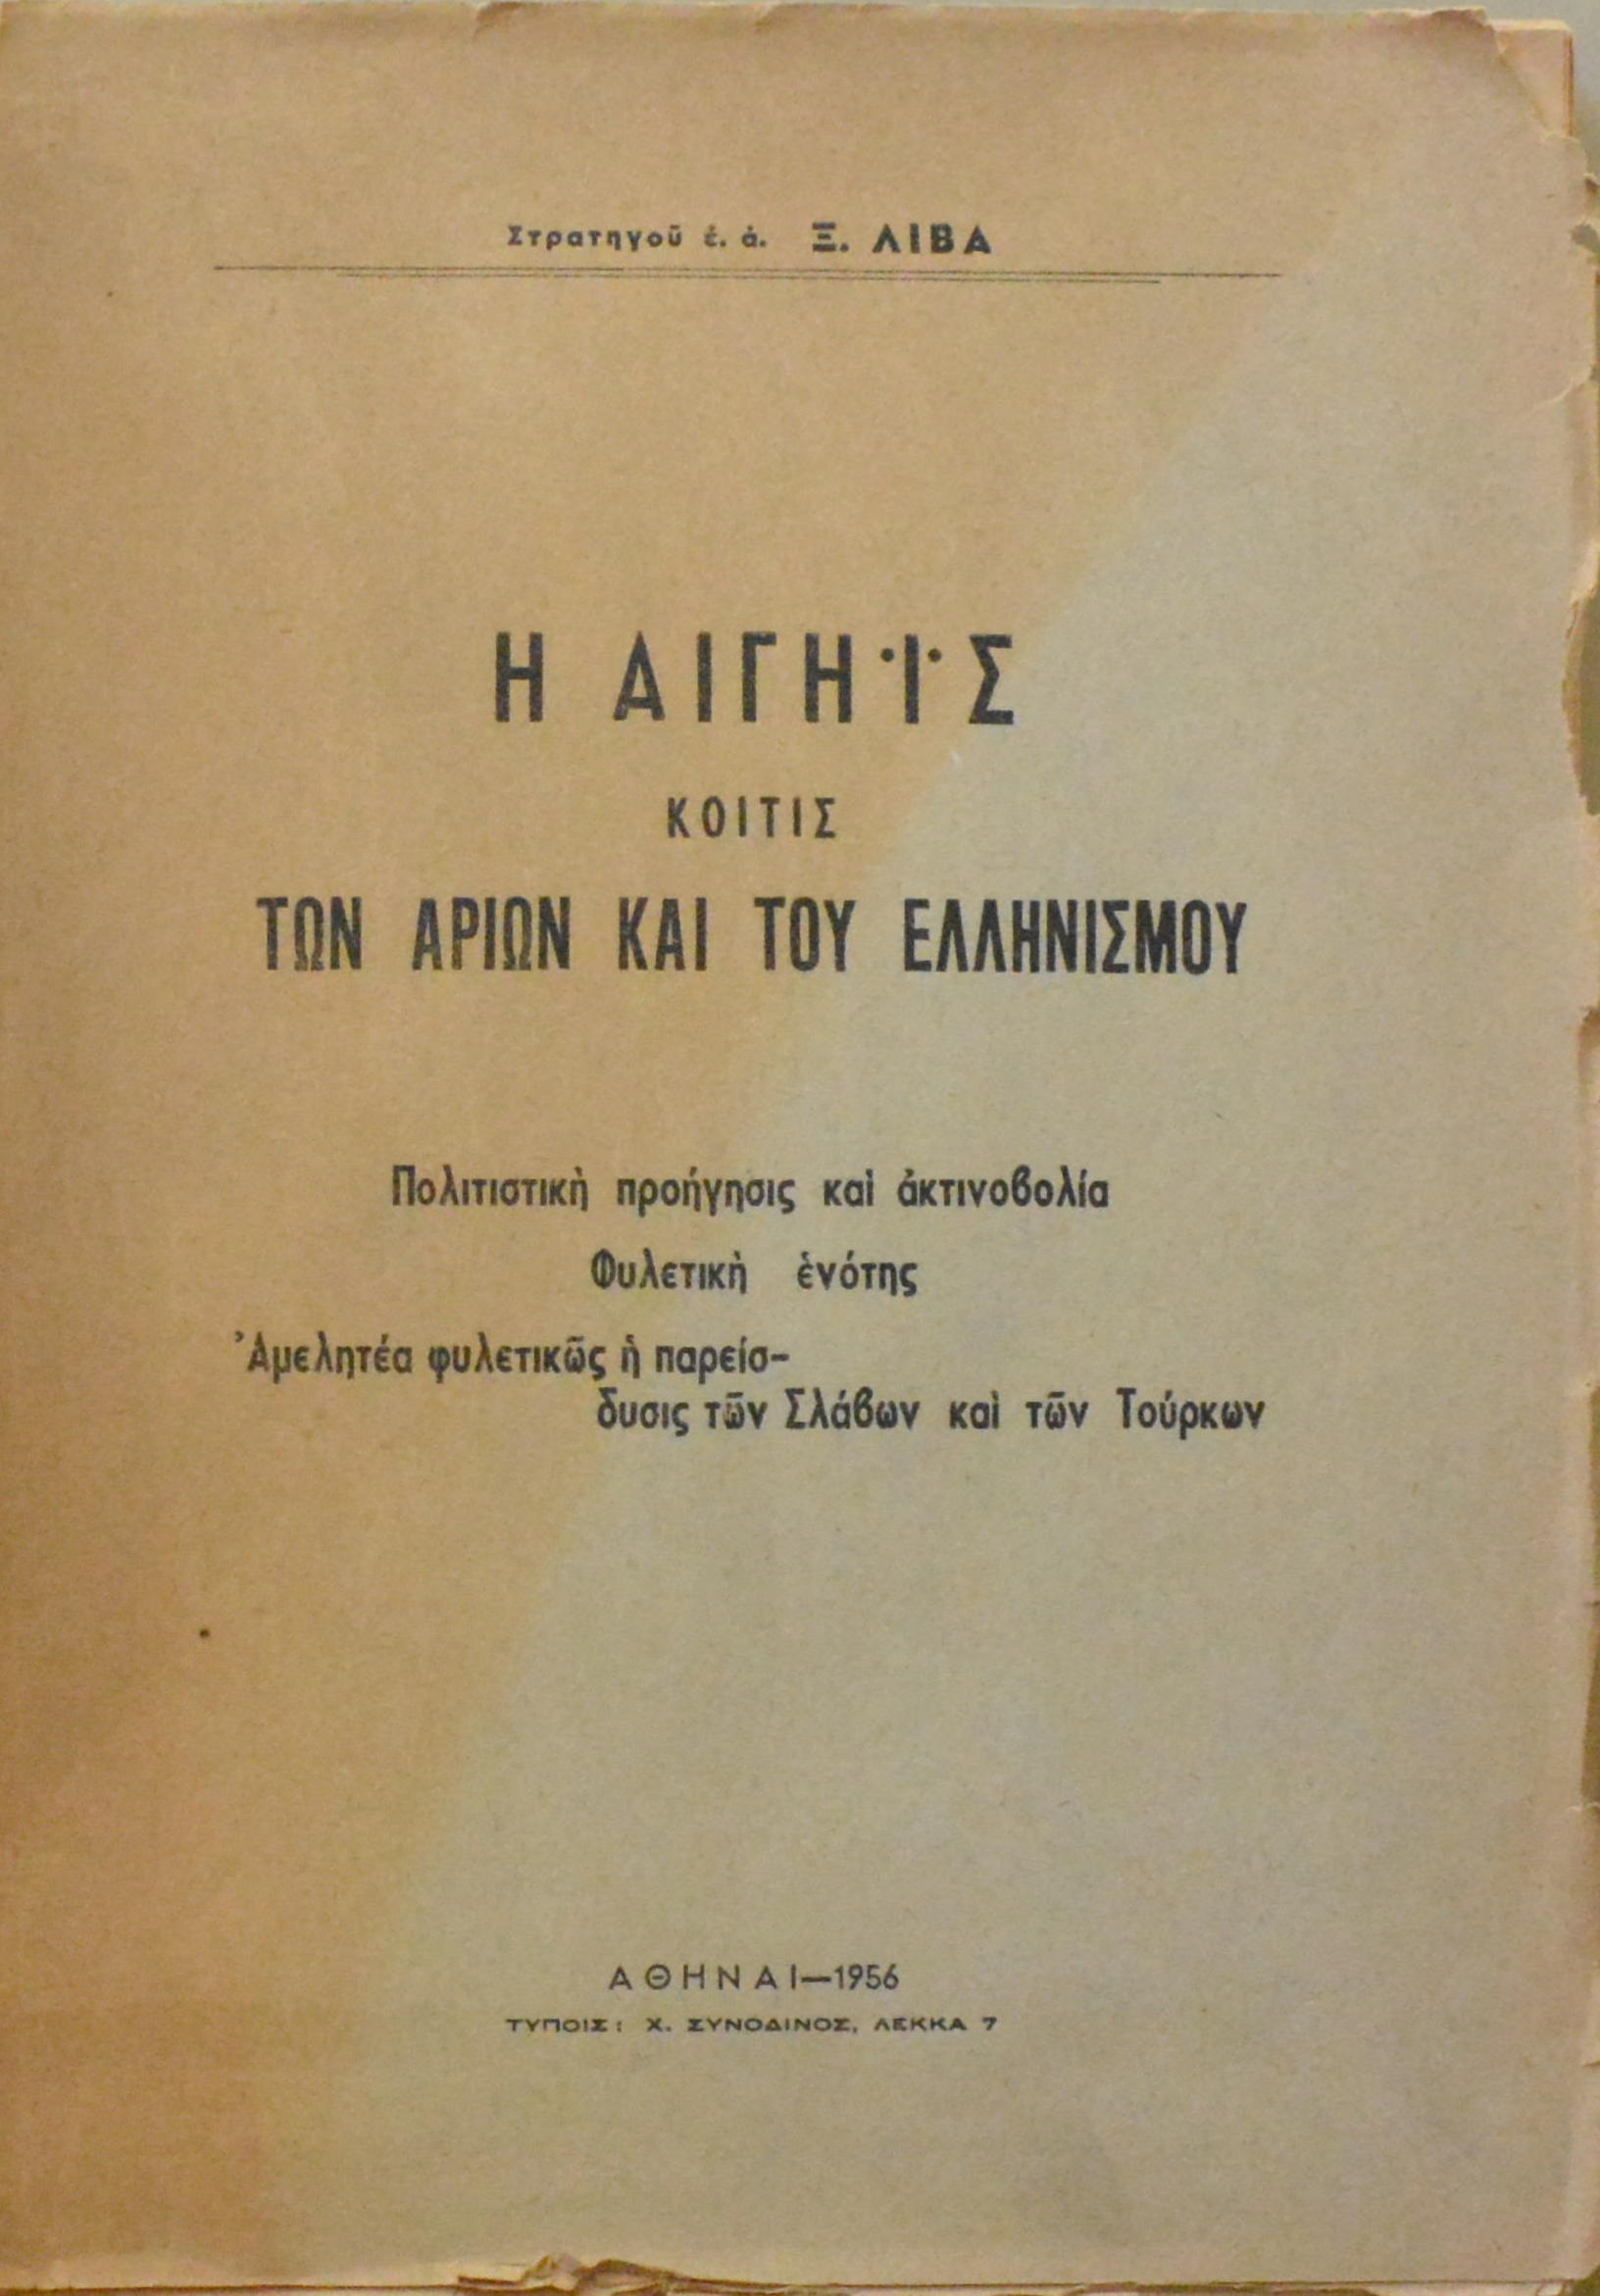 Στρατηγοῦ ἐ. ἀ. Ξ. ΛΙΒΑ
Η ΑΙΓΗΪΣ
ΚΟΙΤΙΣ
ΤΩΝ ΑΡΙΩΝ ΚΑΙ ΤΟΥ ΕΛΛΗΝΙΣΜΟΥ
Πολιτιστικὴ προήγησις καὶ ἀκτινοβολία
Φυλετικὴ ἑνότης
Ἀμελητέα φυλετικῶς ἡ παρείσ-
δυσις τῶν Σλάβων καὶ τῶν Τούρκων
ΑΘΗΝΑΙ—1956
ΤΥΠΟΙΣ: Χ. ΣΥΝΟΔΙΝΟΣ, ΛΕΚΚΑ 7